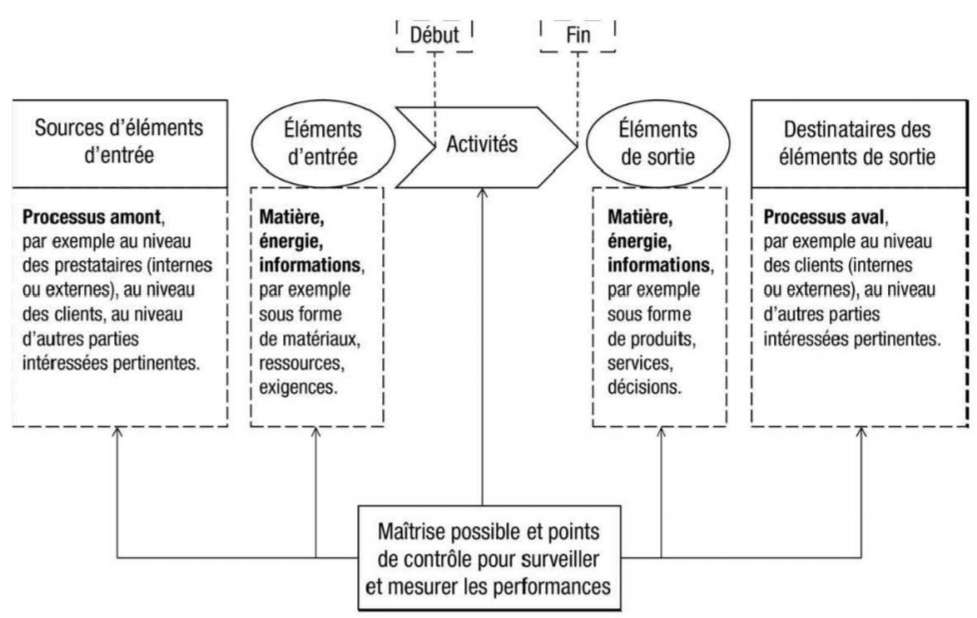 Début
Fin
Sources d'éléments
d'entrée
Éléments
d'entrée
Activités
Éléments
de sortie
Destinataires des
éléments de sortie
Processus amont,
par exemple au niveau
des prestataires (internes
ou externes), au niveau
des clients, au niveau
d'autres parties
intéressées pertinentes.
Matière,
énergie,
informations,
par exemple
sous forme
de matériaux,
ressources,
exigences.
Matière,
énergie,
informations,
par exemple
sous forme
de produits,
services,
décisions.
Processus aval,
par exemple au niveau
des clients (internes
ou externes), au niveau
d'autres parties
intéressées pertinentes.
Maîtrise possible et points
de contrôle pour surveiller
et mesurer les performances